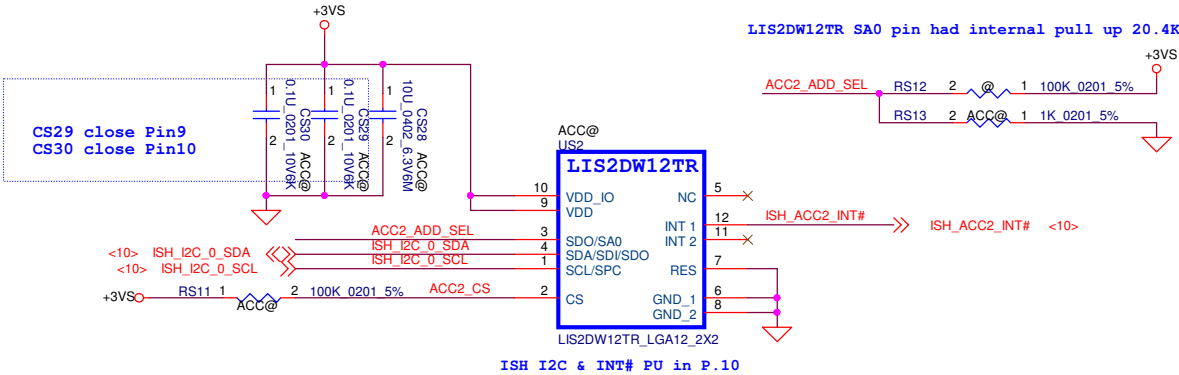 +3VS
LIS2DW12TR SA0 pin had internal pull up 20.4K
+3VS
ACC2_ADD_SEL RS12 2 @ 1 100K_0201_5%
RS13 2 ACC@ 1 1K_0201_5%
CS29 close Pin9
CS30 close Pin10
1
2
0.1U_0201_10V6K
CS30 ACC@
1
2
0.1U_0201_10V6K
CS29 ACC@
1
2
10U_0402_6.3V6M
CS28 ACC@
ACC@
US2
LIS2DW12TR
10 VDD_IO
9 VDD
NC 5
INT 1 12 ISH_ACC2_INT# ISH_ACC2_INT# <10>
INT 2 11
ACC2_ADD_SEL 3 SDO/SA0
<10> ISH_I2C_0_SDA ISH_I2C_0_SDA 4 SDA/SDI/SDO
<10> ISH_I2C_0_SCL ISH_I2C_0_SCL 1 SCL/SPC
RES 7
+3VS RS11 1 ACC@ 2 100K_0201_5% ACC2_CS 2 CS
GND_1 6
GND_2 8
LIS2DW12TR_LGA12_2X2
ISH I2C & INT# PU in P.10